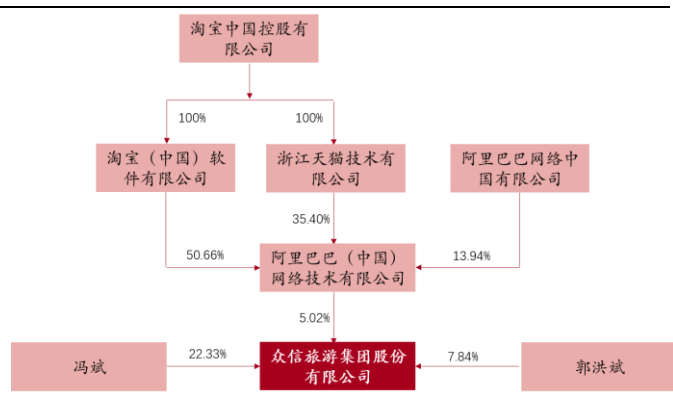 淘宝中国控股有
限公司
100%
100%
淘宝（中国）软
件有限公司
浙江天猫技术有
限公司
阿里巴巴网络中
国有限公司
35.40%
50.66%
阿里巴巴（中国）
网络技术有限公司
13.94%
5.02%
冯斌
22.33%
众信旅游集团股份
有限公司
7.84%
郭洪斌